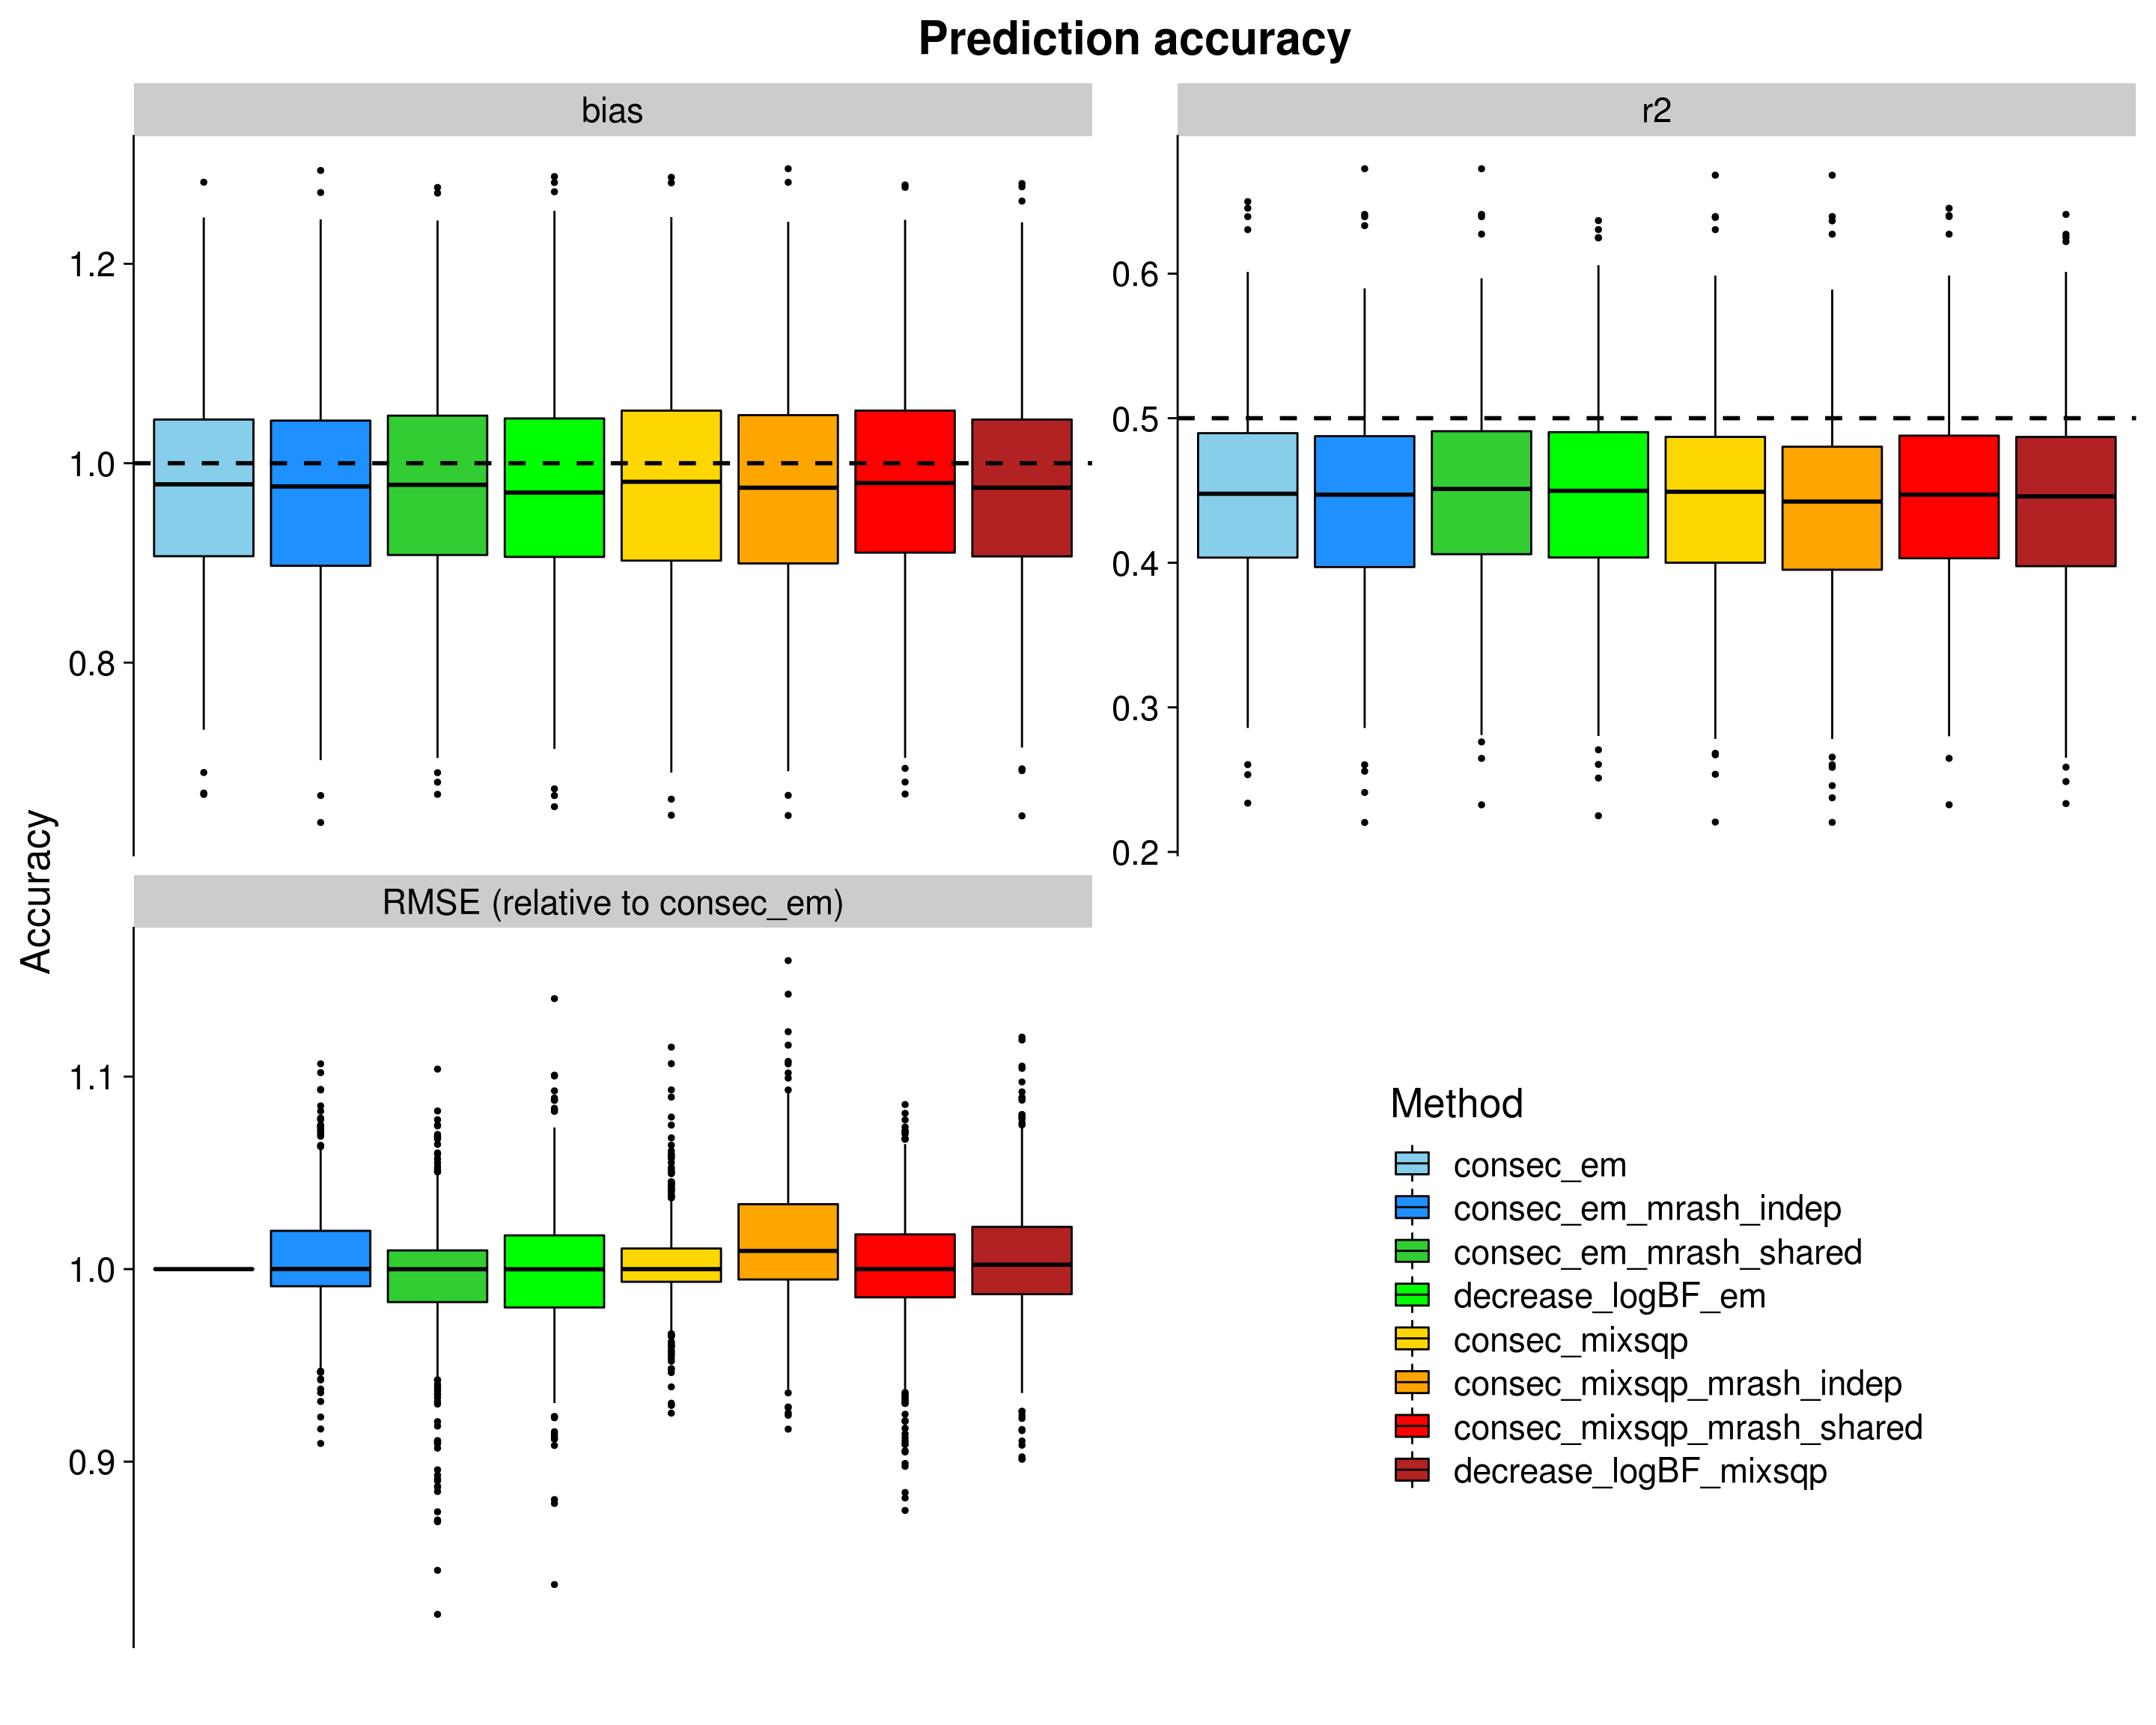 Prediction accuracy
bias
r2
1.2
1.0
0.8
0.6
0.5
0.4
0.3
0.2
Accuracy
RMSE (relative to consec_em)
1.1
1.0
0.9
Method
consec_em
consec_em_mrash_indep
consec_em_mrash_shared
decrease_logBF_em
consec_mixsqp
consec_mixsqp_mrash_indep
consec_mixsqp_mrash_shared
decrease_logBF_mixsqp